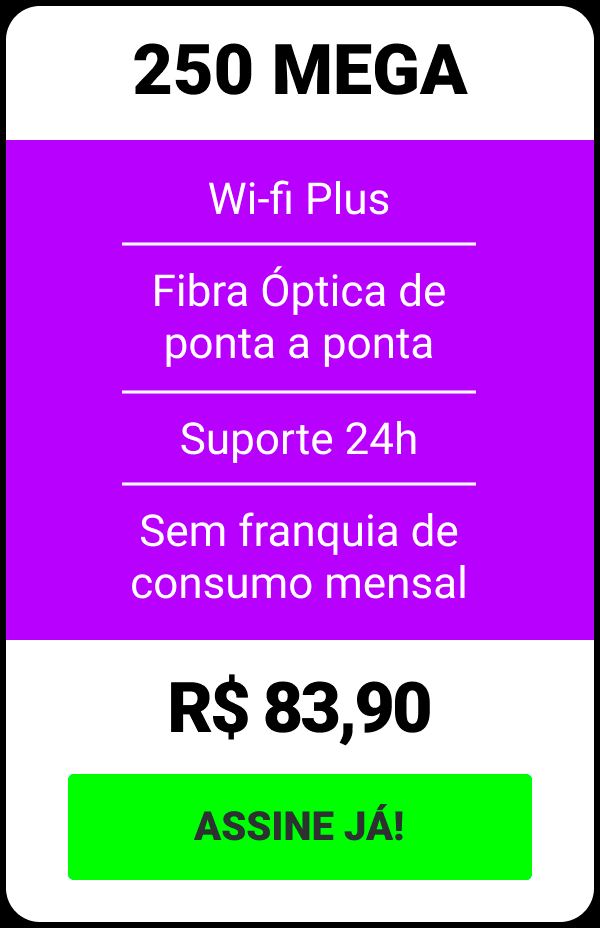 250 MEGA
Wi-fi Plus
Fibra Óptica de
ponta a ponta
Suporte 24h
Sem franquia de
consumo mensal
R$ 83,90
ASSINE JÁ!